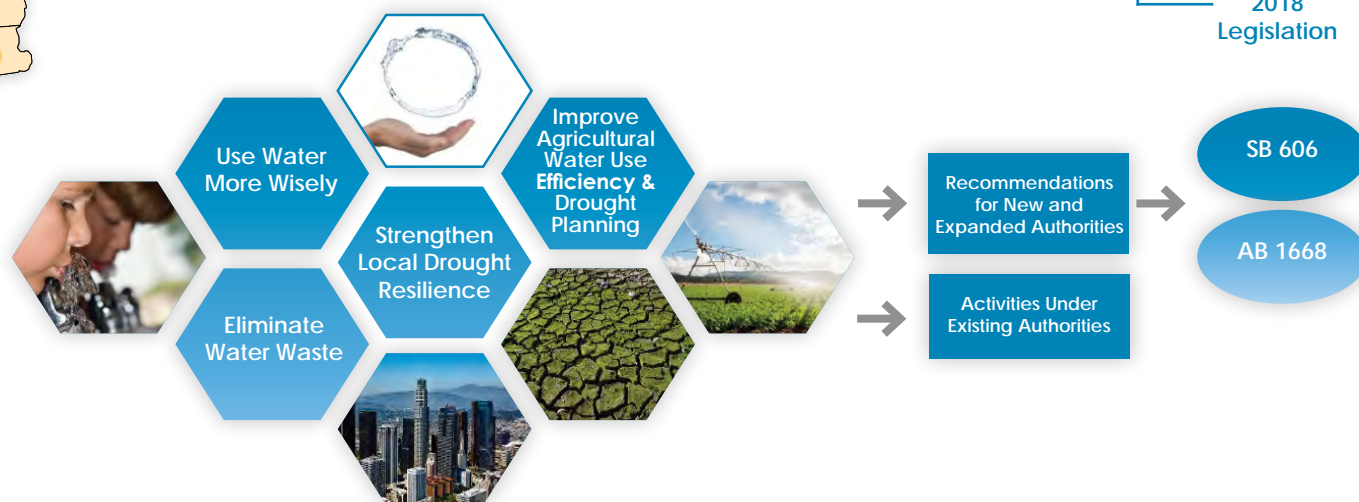 2018
Legislation
Use Water
More Wisely
Improve
Agricultural
Water Use
Efficiency &
Drought
Planning
Strengthen
Local Drought
Resilience
Eliminate
Water Waste
Recommendations
for New and
Expanded Authorities
Activities Under
Existing Authorities
SB 606
AB 1668